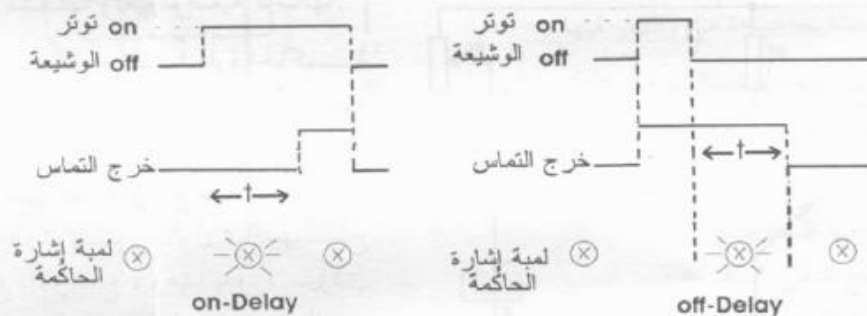 توتر on
الوشيعة off
خرج التماس
t
لمبة إشارة
الحاكمة
on-Delay
توتر on
الوشيعة off
خرج التماس
t
لمبة إشارة
الحاكمة
off-Delay